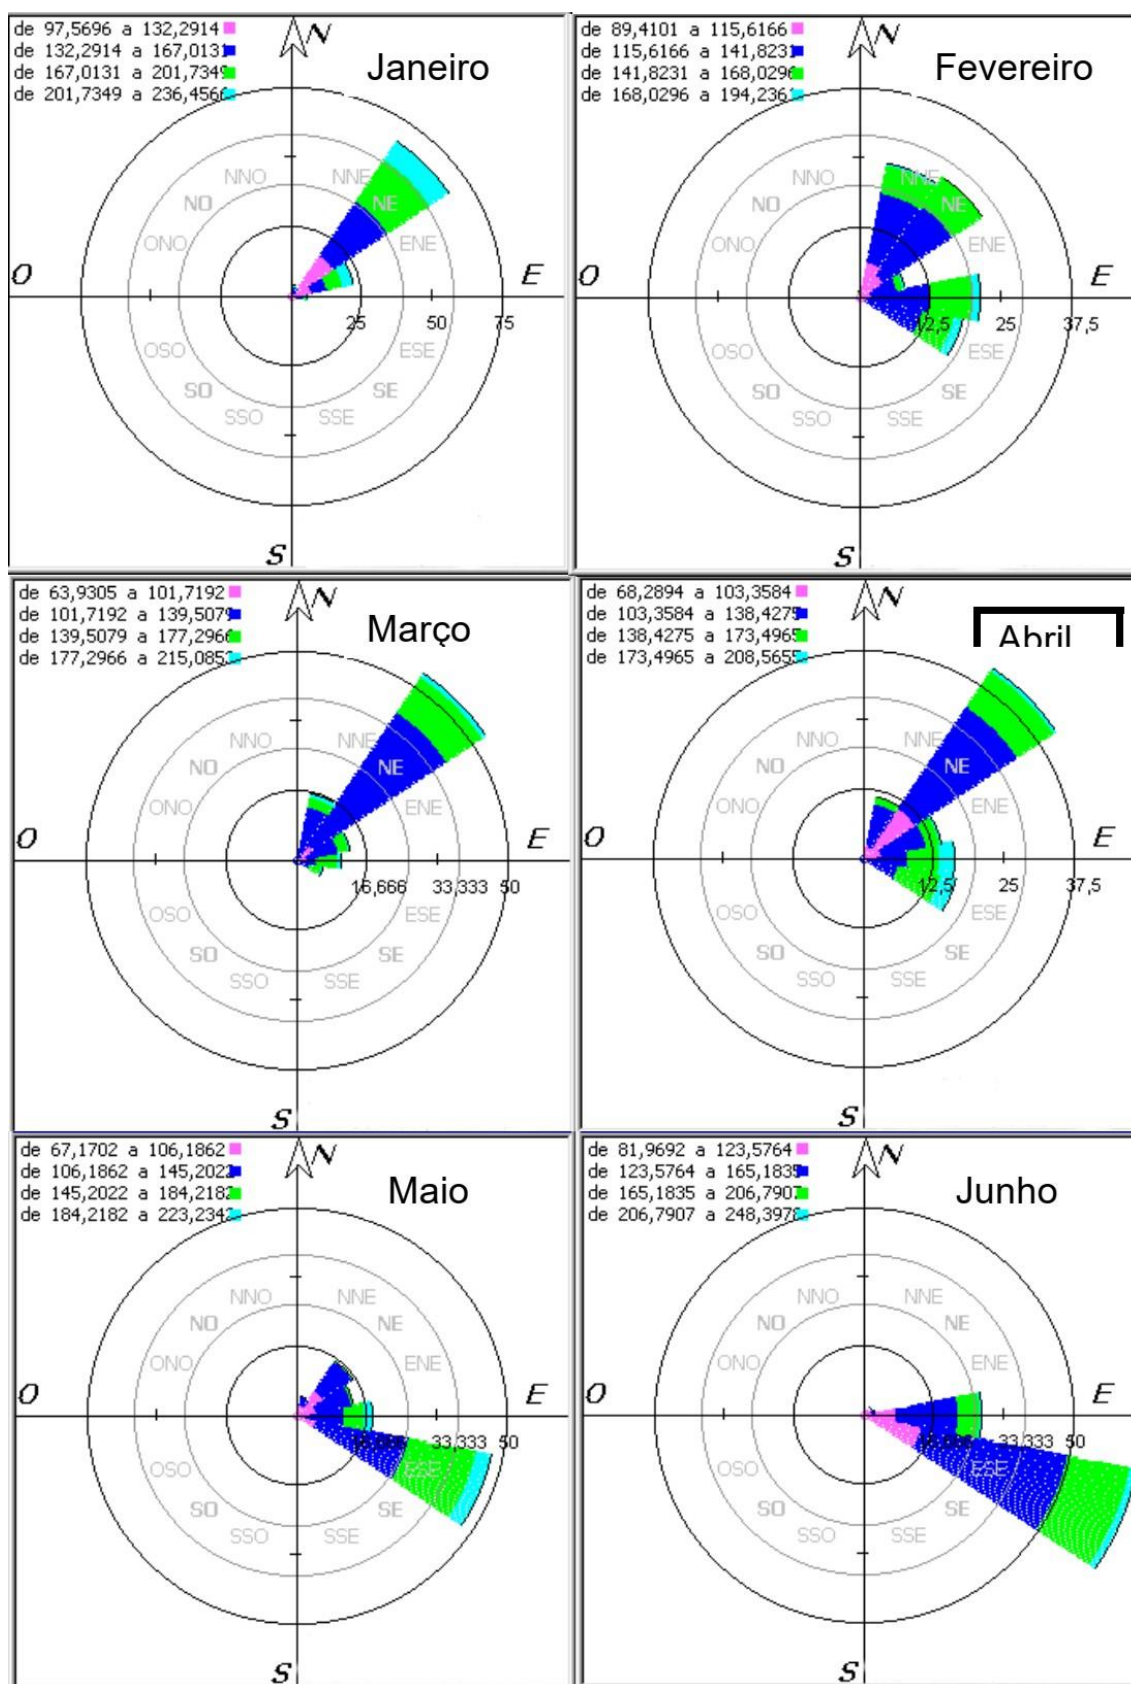 de 97,5696 a 132,2914
de 132,2914 a 167,0131
de 167,0131 a 201,7349
de 201,7349 a 236,4566
N
Janeiro
NNO
NNE
NO
NE
ONO
ENE
O
E
25
50
75
OSO
ESE
SO
SE
SSO
SSE
S
de 89,4101 a 115,6166
de 115,6166 a 141,8231
de 141,8231 a 168,0296
de 168,0296 a 194,2361
N
Fevereiro
NNO
NNE
NO
NE
ONO
ENE
O
E
12,5
25
37,5
OSO
ESE
SO
SE
SSO
SSE
S
de 63,9305 a 101,7192
de 101,7192 a 139,5079
de 139,5079 a 177,2966
de 177,2966 a 215,0853
N
Março
NNO
NNE
NO
NE
ONO
ENE
O
E
16,666
33,333
50
OSO
ESE
SO
SE
SSO
SSE
S
de 68,2894 a 103,3584
de 103,3584 a 138,4275
de 138,4275 a 173,4965
de 173,4965 a 208,5655
N
Abril
NNO
NNE
NO
NE
ONO
ENE
O
E
12,5
25
37,5
OSO
ESE
SO
SE
SSO
SSE
S
de 67,1702 a 106,1862
de 106,1862 a 145,2022
de 145,2022 a 184,2182
de 184,2182 a 223,2342
N
Maio
NNO
NNE
NO
NE
ONO
ENE
O
E
16,666
33,333
50
OSO
ESE
SO
SE
SSO
SSE
S
de 81,9692 a 123,5764
de 123,5764 a 165,1835
de 165,1835 a 206,7907
de 206,7907 a 248,3978
N
Junho
NNO
NNE
NO
NE
ONO
ENE
O
E
16,666
33,333
50
OSO
ESE
SO
SE
SSO
SSE
S